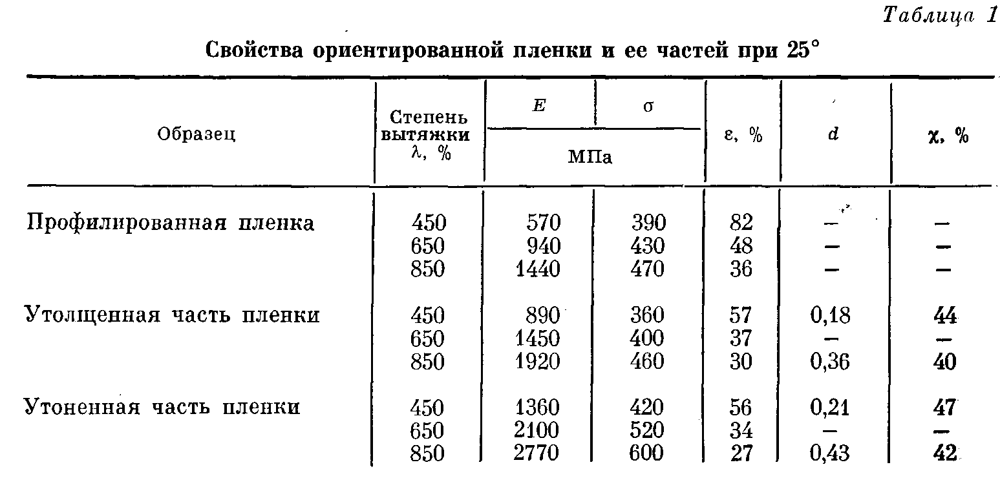 Таблица 1
Свойства ориентированной пленки и ее частей при 25°
Образец Степень вытяжки λ, % E σ ε, % d χ, %
МПа
Профилированная пленка 450 570 390 82 — —
650 940 430 48 — —
850 1440 470 36 — —
Утолщенная часть пленки 450 890 360 57 0,18 44
650 1450 400 37 — —
850 1920 460 30 0,36 40
Утоненная часть пленки 450 1360 420 56 0,21 47
650 2100 520 34 — —
850 2770 600 27 0,43 42